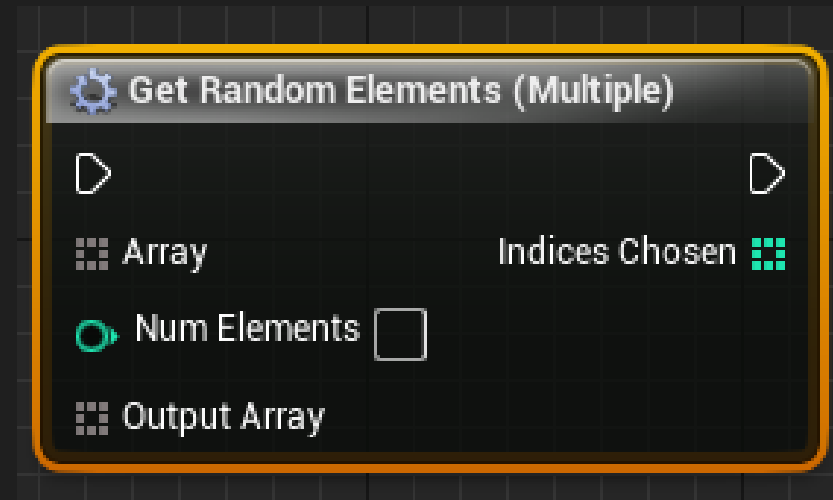 Get Random Elements (Multiple)
Array
Indices Chosen
Num Elements
Output Array